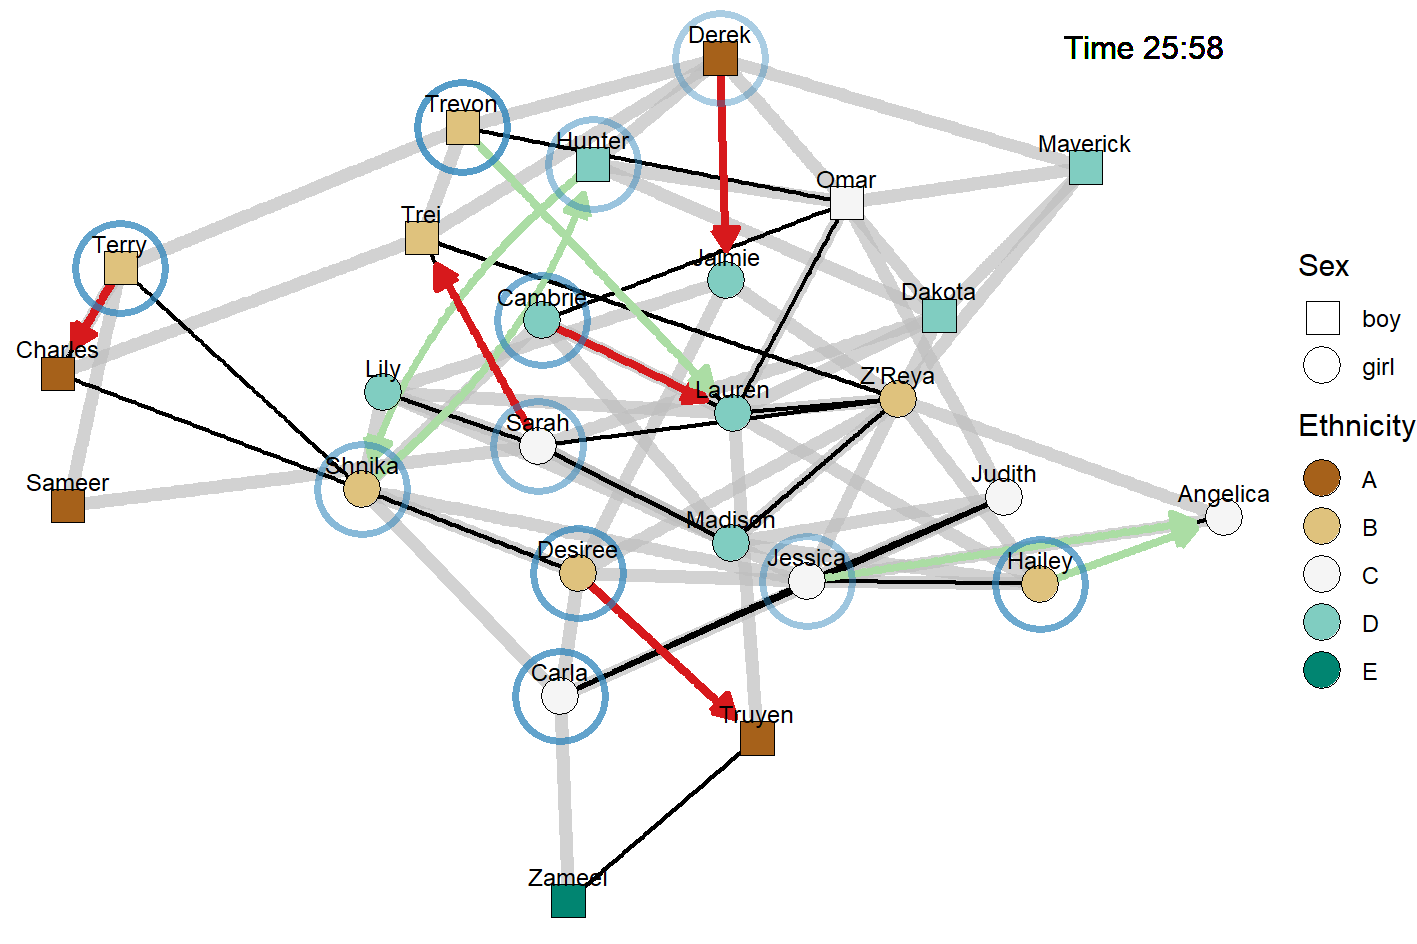 Derek
Time 25:58
Trevon
Hunter
Maverick
Omar
Trei
Terry
Jaimie
Dakota
Cambrie
Charles
Lily
Z'Reya
Lauren
Sarah
Shnika
Judith
Sameer
Angelica
Madison
Desiree
Jessica
Hailey
Carla
Truyen
Zameel
Sex
boy
girl
Ethnicity
A
B
C
D
E